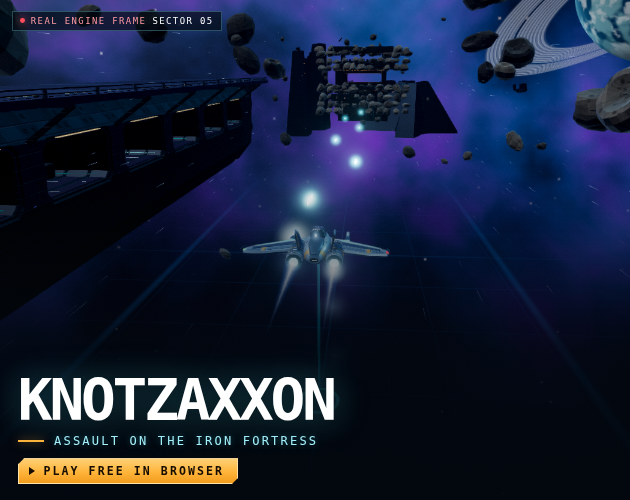 REAL ENGINE FRAME SECTOR 05
KNOTZAXXON
ASSAULT ON THE IRON FORTRESS
PLAY FREE IN BROWSER